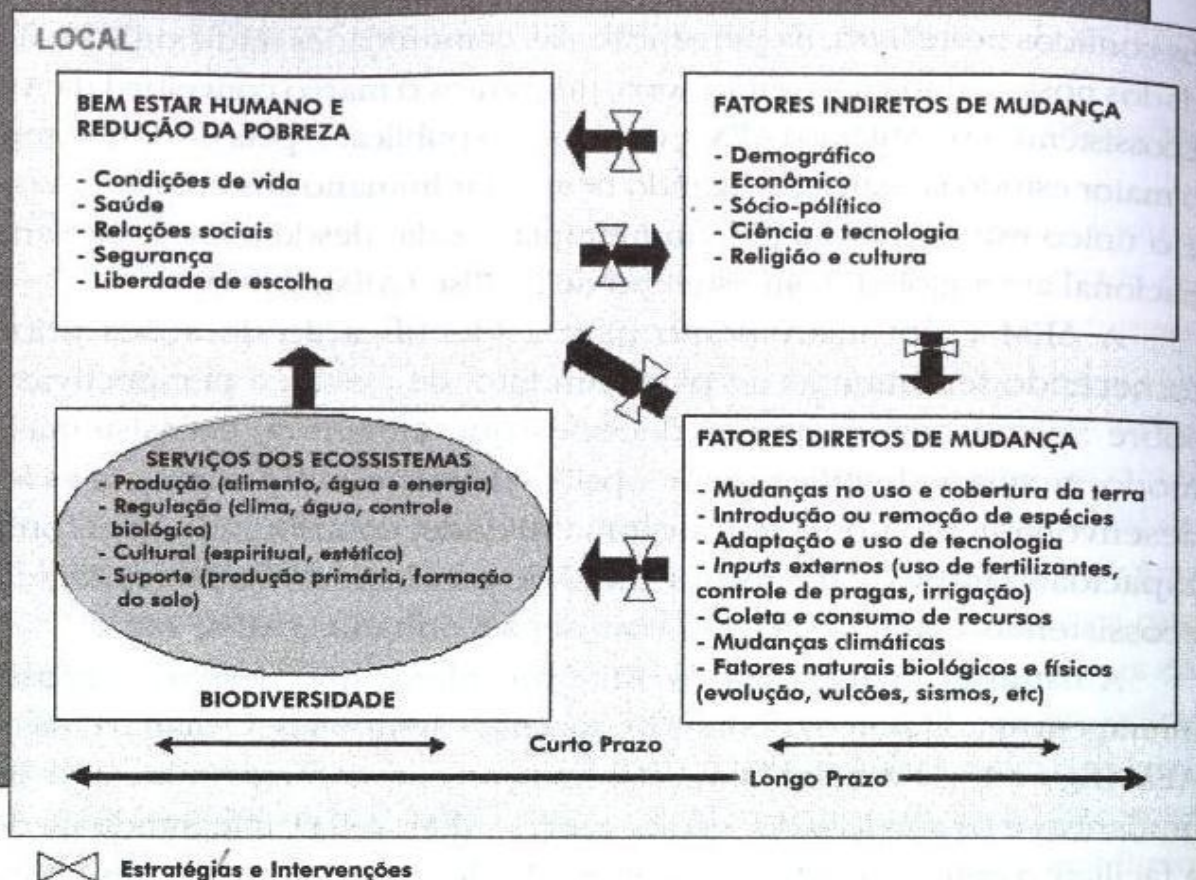 LOCAL
BEM ESTAR HUMANO E
REDUÇÃO DA POBREZA
- Condições de vida
- Saúde
- Relações sociais
- Segurança
- Liberdade de escolha
FATORES INDIRETOS DE MUDANÇA
- Demográfico
- Econômico
- Sócio-pólítico
- Ciência e tecnologia
- Religião e cultura
SERVIÇOS DOS ECOSSISTEMAS
- Produção (alimento, água e energia)
- Regulação (clima, água, controle
biológico)
- Cultural (espiritual, estético)
- Suporte (produção primária, formação
do solo)
BIODIVERSIDADE
FATORES DIRETOS DE MUDANÇA
- Mudanças no uso e cobertura da terra
- Introdução ou remoção de espécies
- Adaptação e uso de tecnologia
- Inputs externos (uso de fertilizantes,
controle de pragas, irrigação)
- Coleta e consumo de recursos
- Mudanças climáticas
- Fatores naturais biológicos e físicos
(evolução, vulcões, sismos, etc)
Curto Prazo
Longo Prazo
Estratégias e Intervenções